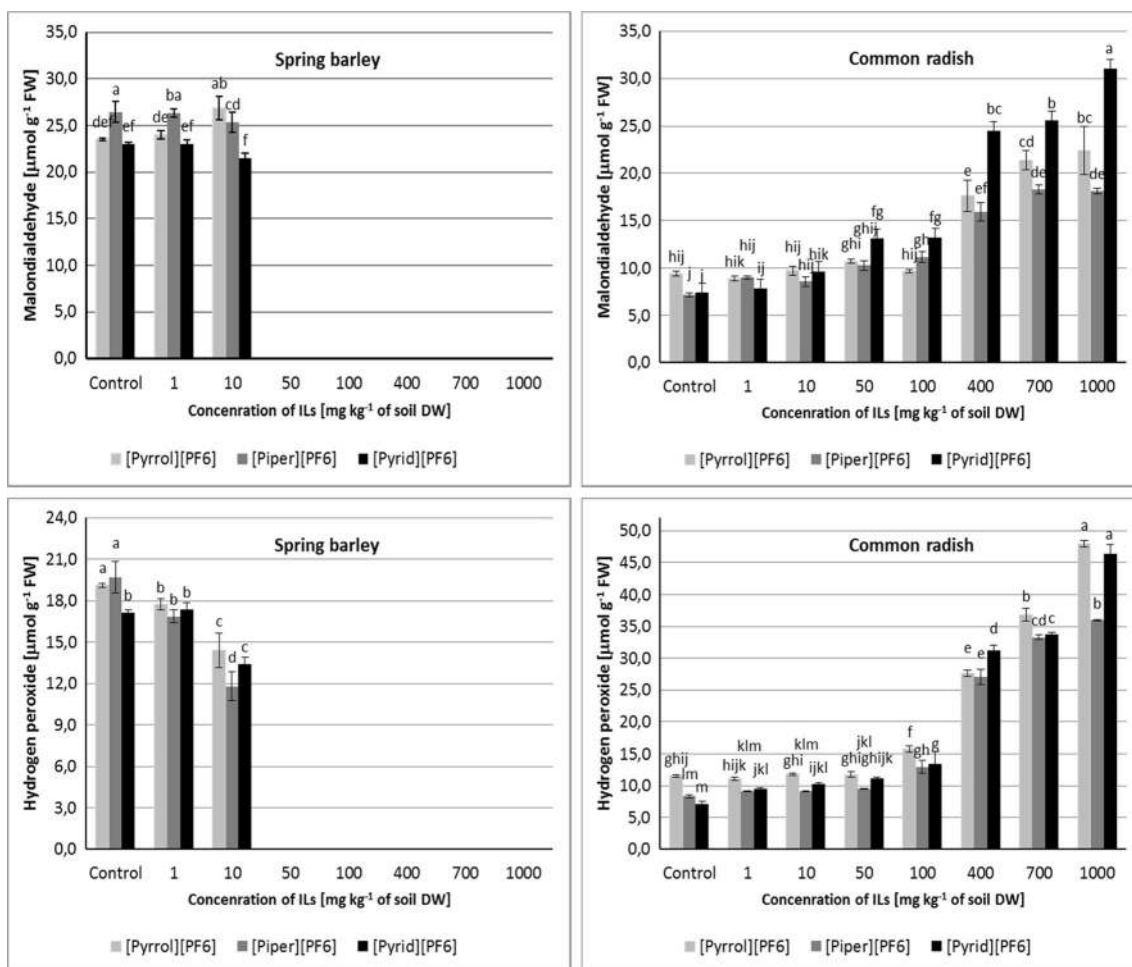 35,0
30,0
25,0
20,0
15,0
10,0
5,0
0,0
Malondialdehyde [µmol g⁻¹ FW]
Spring barley
def a ef
de ba ef
ab cd f
Control 1 10 50 100 400 700 1000
Concenration of ILs [mg kg⁻¹ of soil DW]
[Pyrrol][PF6] [Piper][PF6] [Pyrid][PF6]
35,0
30,0
25,0
20,0
15,0
10,0
5,0
0,0
Malondialdehyde [µmol g⁻¹ FW]
Common radish
hij j j
hik hij ij
hij hij hik
ghi ghij fg
hij gh fg
e ef bc
cd de b
bc de a
Control 1 10 50 100 400 700 1000
Concenration of ILs [mg kg⁻¹ of soil DW]
[Pyrrol][PF6] [Piper][PF6] [Pyrid][PF6]
24,0
21,0
18,0
15,0
12,0
9,0
6,0
3,0
0,0
Hydrogen peroxide [µmol g⁻¹ FW]
Spring barley
a a b
b b b
c d c
Control 1 10 50 100 400 700 1000
Concenration of ILs [mg kg⁻¹ of soil DW]
[Pyrrol][PF6] [Piper][PF6] [Pyrid][PF6]
50,0
45,0
40,0
35,0
30,0
25,0
20,0
15,0
10,0
5,0
0,0
Hydrogen peroxide [µmol g⁻¹ FW]
Common radish
ghij lm m
hijk klm jkl
ghi klm ijkl
ghi jkl ghijk
f gh g
e e d
b cd c
a b a
Control 1 10 50 100 400 700 1000
Concenration of ILs [mg kg⁻¹ of soil DW]
[Pyrrol][PF6] [Piper][PF6] [Pyrid][PF6]